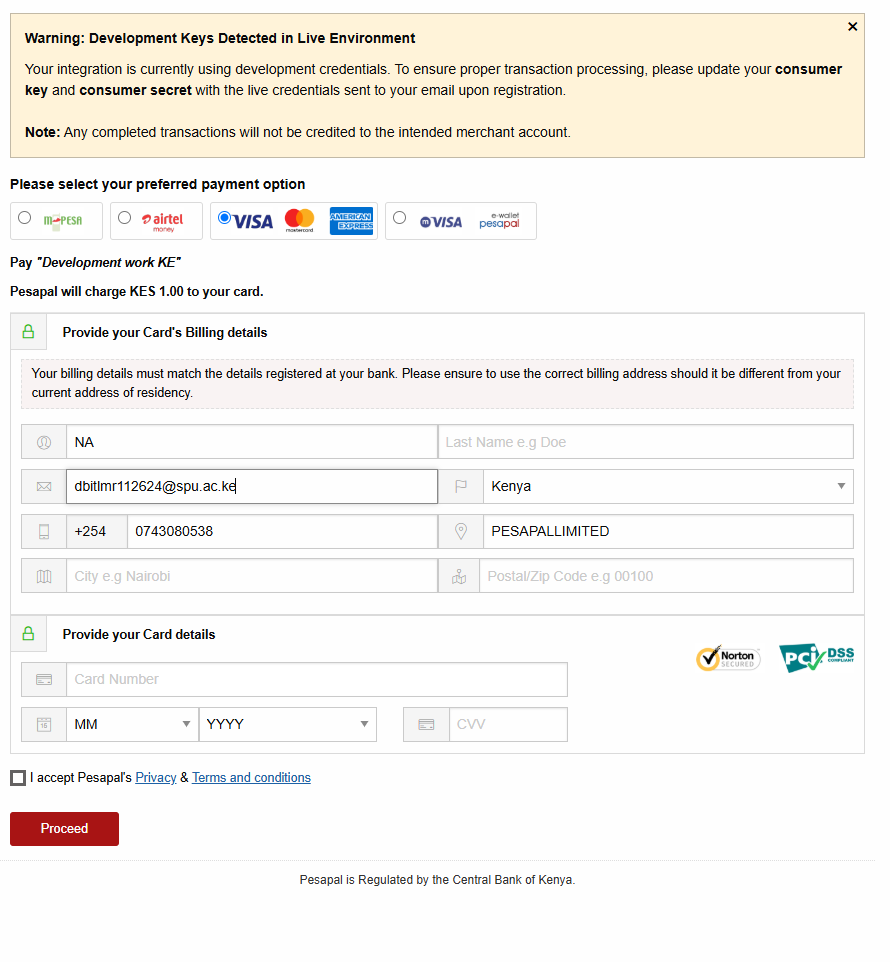 Warning: Development Keys Detected in Live Environment
Your integration is currently using development credentials. To ensure proper transaction processing, please update your consumer
key and consumer secret with the live credentials sent to your email upon registration.
Note: Any completed transactions will not be credited to the intended merchant account.
Please select your preferred payment option
M-PESA
airtel
money
VISA
mastercard
AMERICAN
EXPRESS
VISA
e-wallet
pesapal
Pay "Development work KE"
Pesapal will charge KES 1.00 to your card.
Provide your Card's Billing details
Your billing details must match the details registered at your bank. Please ensure to use the correct billing address should it be different from your
current address of residency.
NA Last Name e.g Doe
dbitlmr112624@spu.ac.ke Kenya
+254 0743080538 PESAPALLIMITED
City e.g Nairobi Postal/Zip Code e.g 00100
Provide your Card details
Norton
SECURED
PCI DSS
COMPLIANT
Card Number
MM YYYY CVV
I accept Pesapal's Privacy & Terms and conditions
Proceed
Pesapal is Regulated by the Central Bank of Kenya.